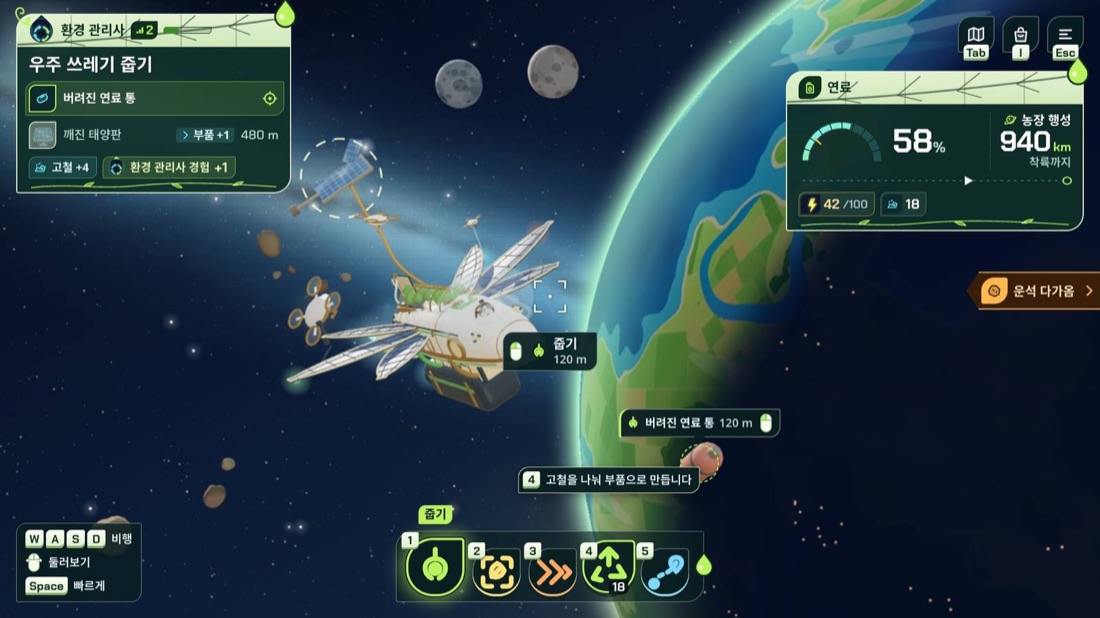 환경 관리사 2
우주 쓰레기 줍기
버려진 연료 통
깨진 태양판 > 부품 +1 480 m
고철 +4 환경 관리사 경험 +1
Tab I Esc
연료
58%
농장 행성
940 km
착륙까지
42 /100 18
운석 다가옴
줍기
120 m
버려진 연료 통 120 m
4 고철을 나눠 부품으로 만듭니다
줍기
1 2 3 4 5
18
W A S D 비행
둘러보기
Space 빠르게